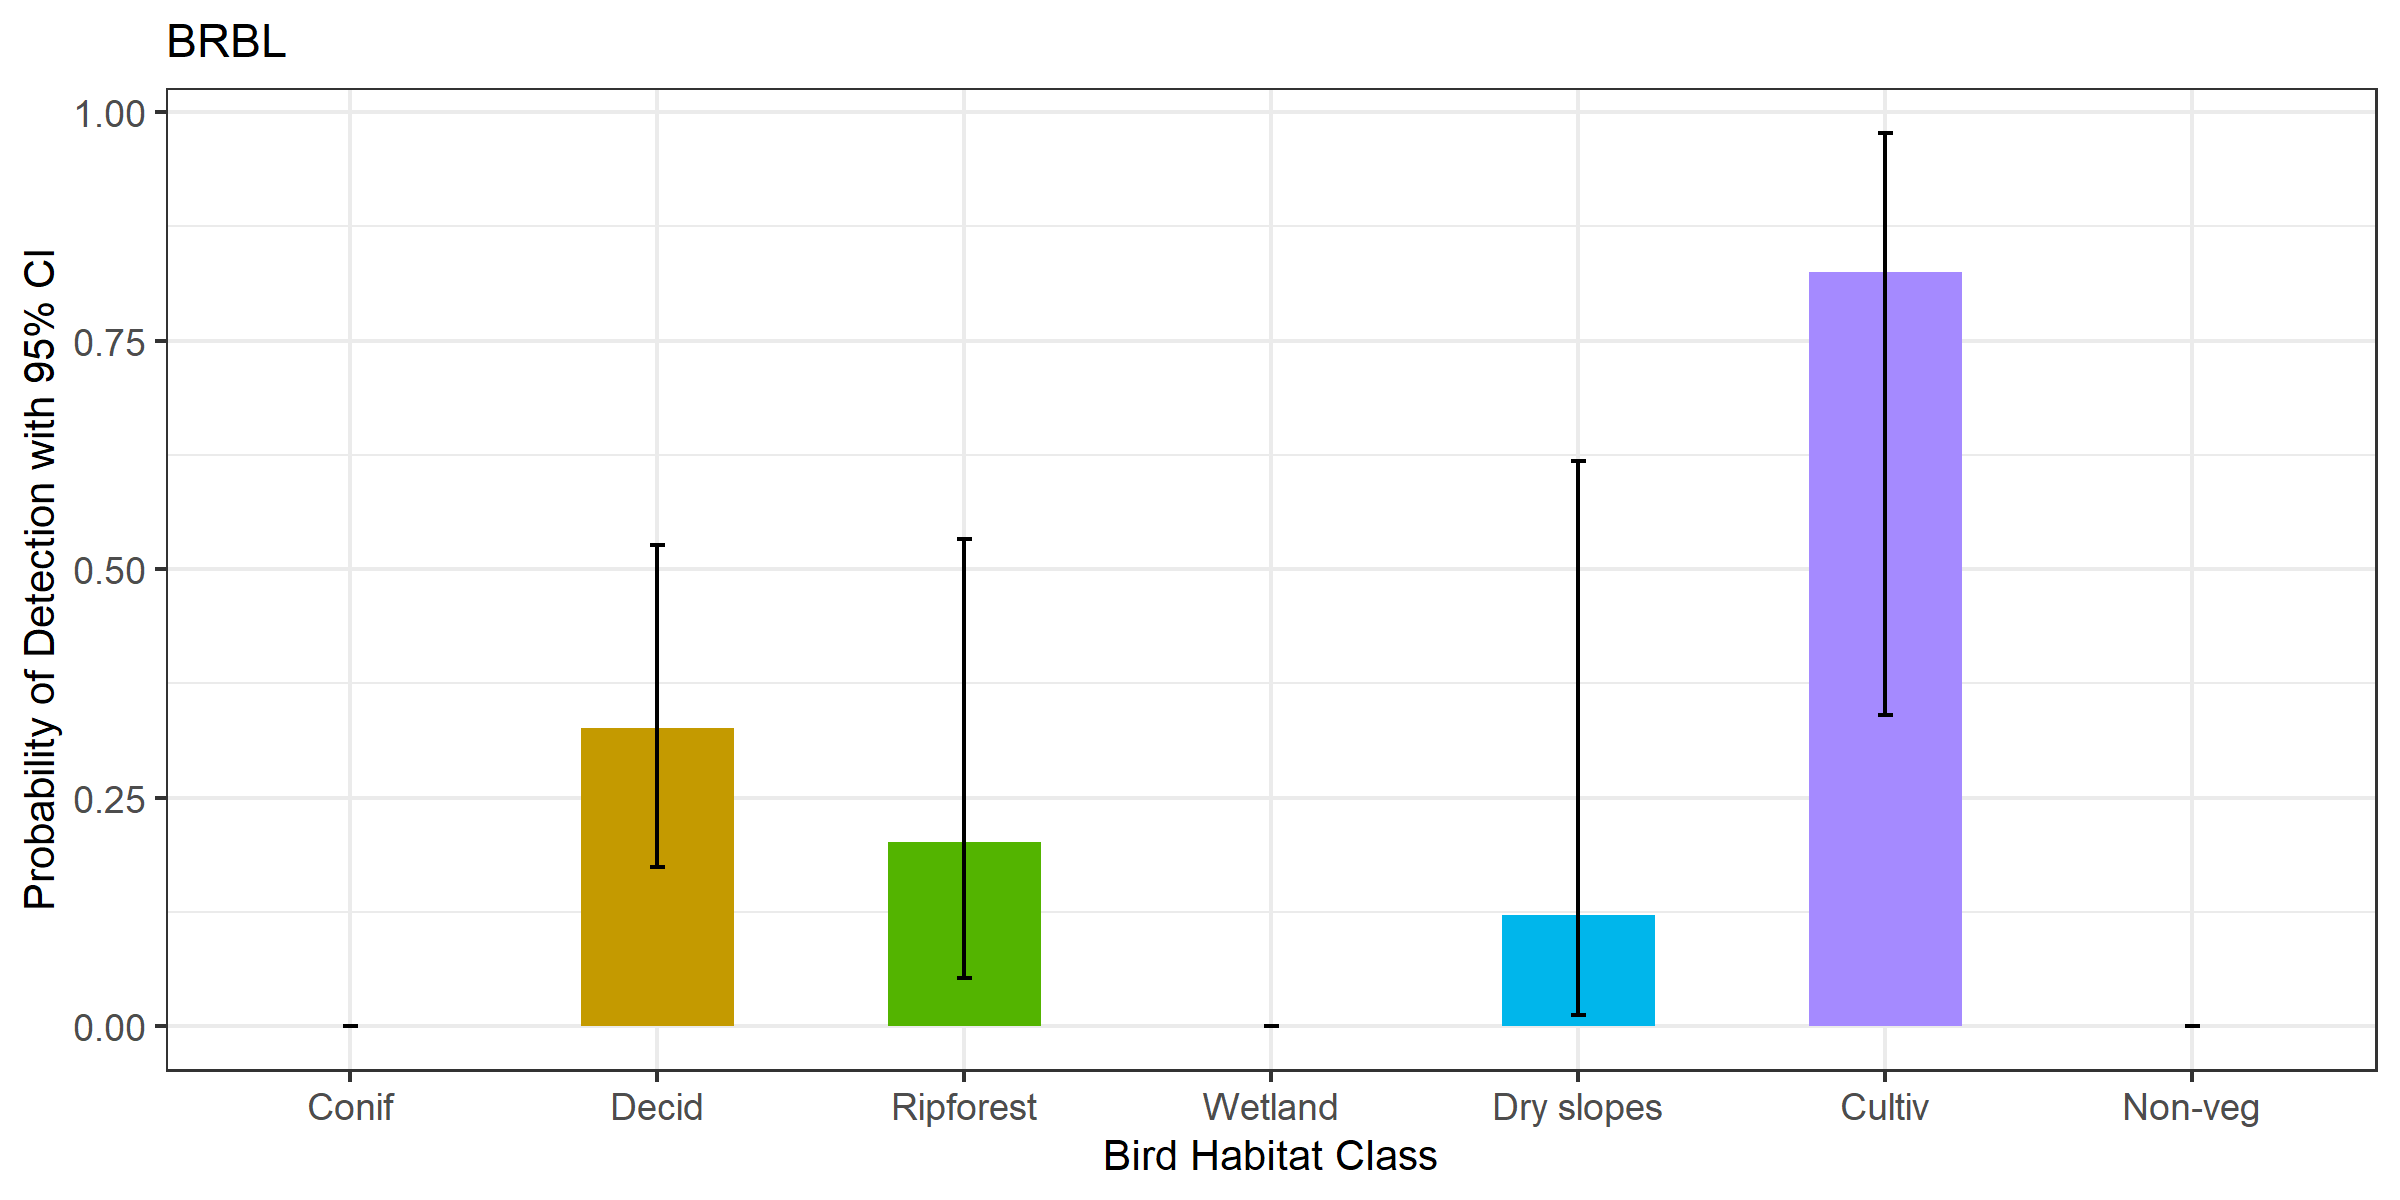 BRBL
Probability of Detection with 95% CI
1.00
0.75
0.50
0.25
0.00
Conif Decid Ripforest Wetland Dry slopes Cultiv Non-veg
Bird Habitat Class